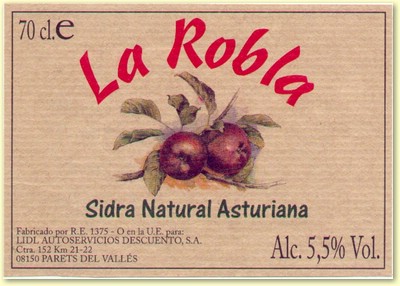 70 cl.e
La Robla
Sidra Natural Asturiana
Fabricado por R.E. 1375 - O en la U.E. para:
LIDL AUTOSERVICIOS DESCUENTO, S.A.
Ctra. 152 Km 21-22
08150 PARETS DEL VALLÉS
Alc. 5,5% Vol.